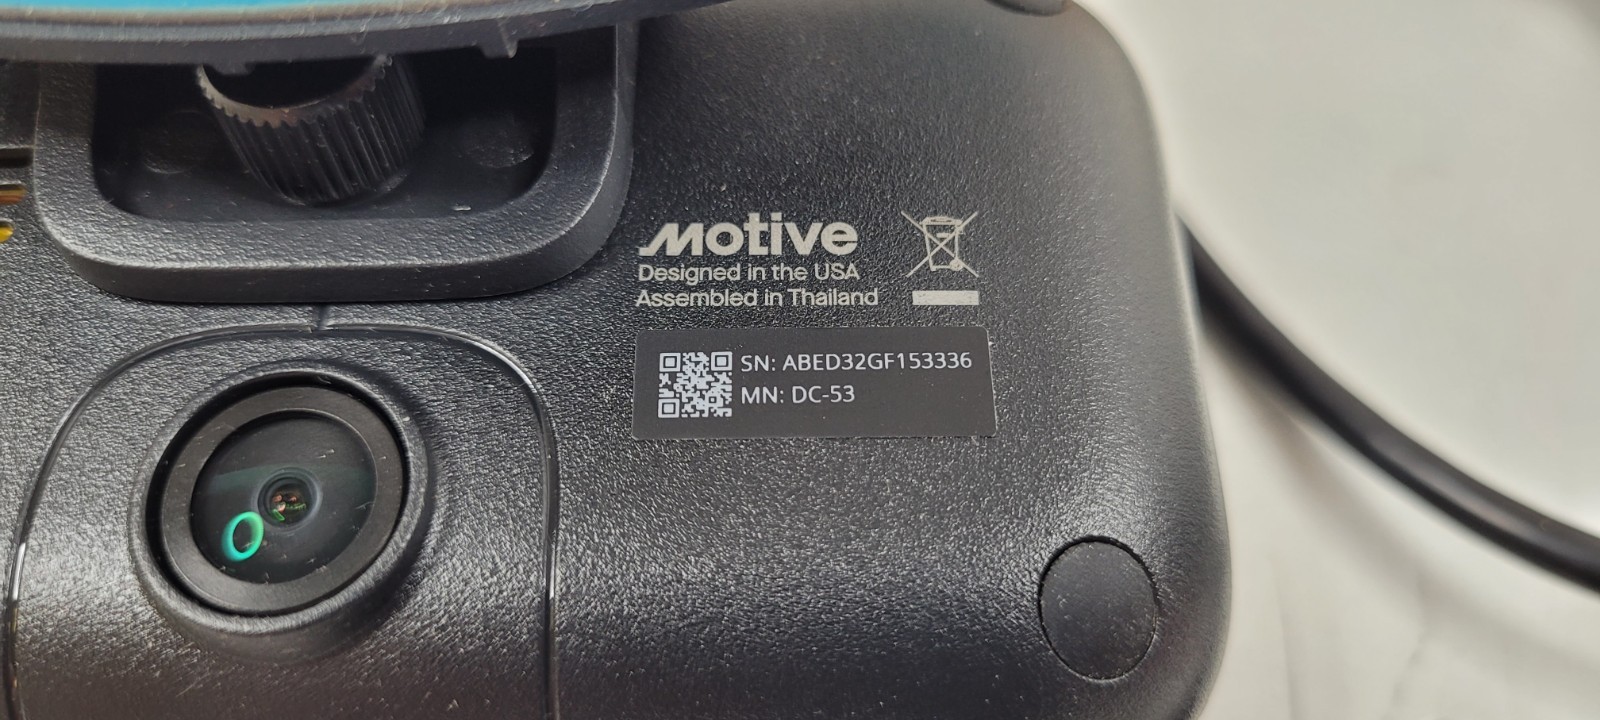 Motive
Designed in the USA
Assembled in Thailand
SN: ABED32GF153336
MN: DC-53